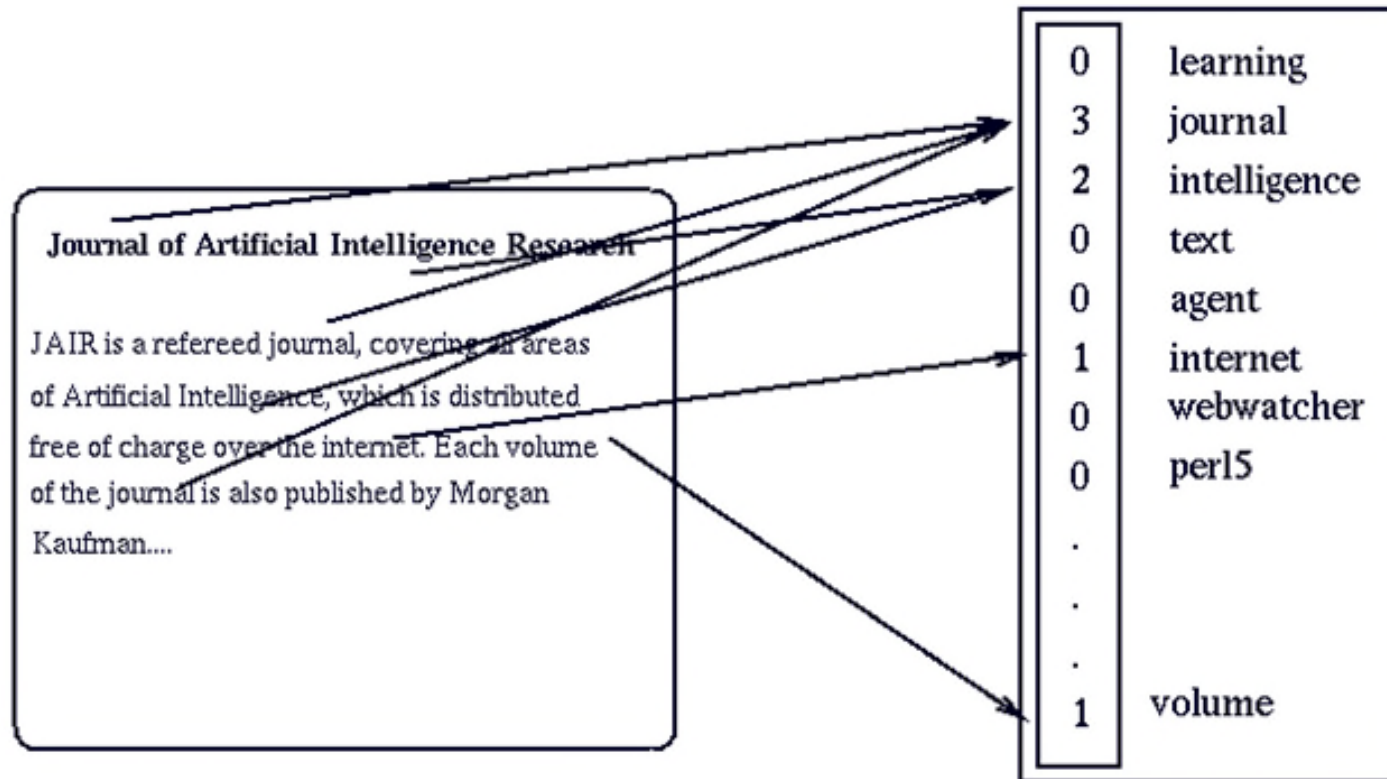 Journal of Artificial Intelligence Research
JAIR is a refereed journal, covering all areas
of Artificial Intelligence, which is distributed
free of charge over the internet. Each volume
of the journal is also published by Morgan
Kaufman....
0 learning
3 journal
2 intelligence
0 text
0 agent
1 internet
0 webwatcher
0 perl5
.
.
.
1 volume